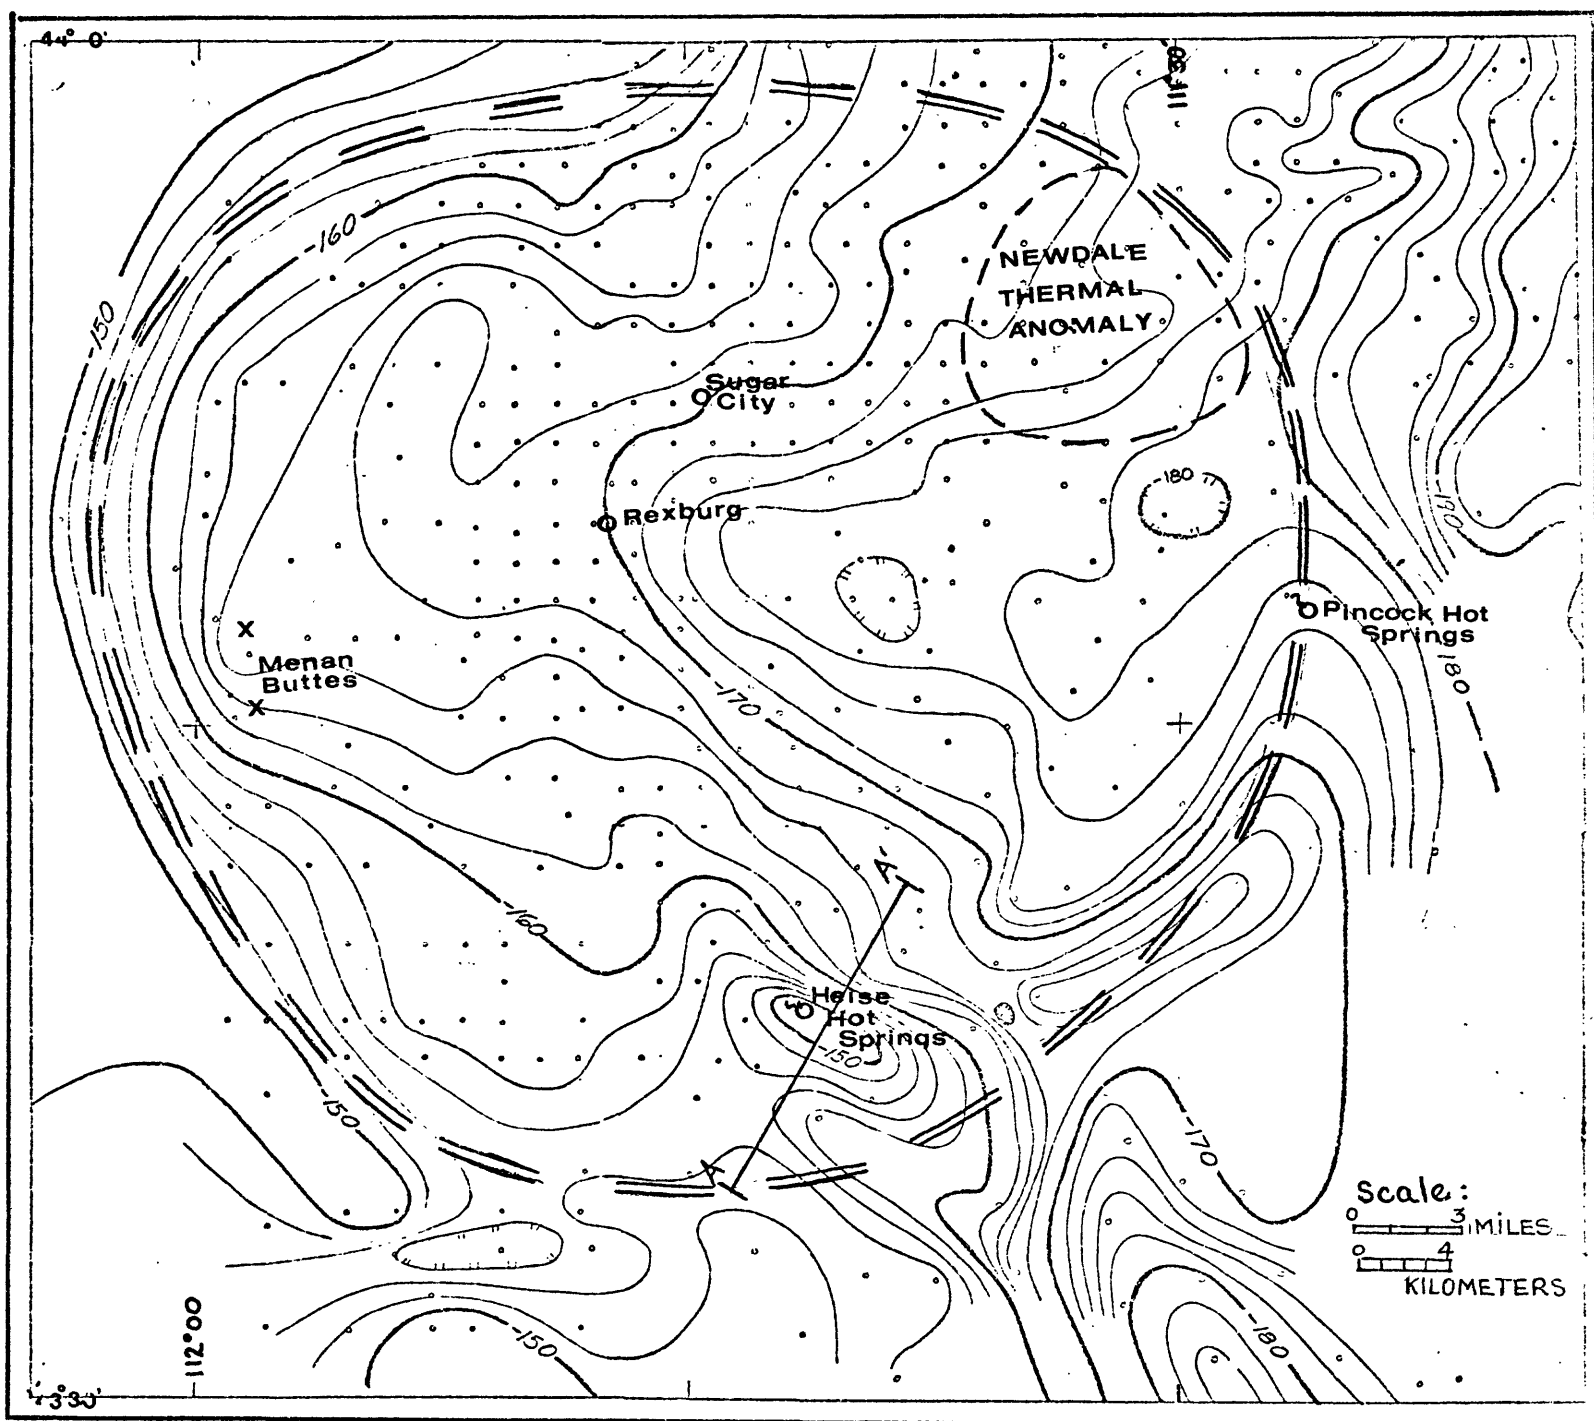 44° 0'
111°30
-160
NEWDALE
THERMAL
ANOMALY
-150
Sugar
City
-180
-190
Rexburg
Pincock Hot
Springs
Menan
Buttes
180
-170
A'
-160
Heise
Hot
Springs
-150
-150
-170
A
Scale:
0 3 MILES
0 4
KILOMETERS
112°00
-150
-180